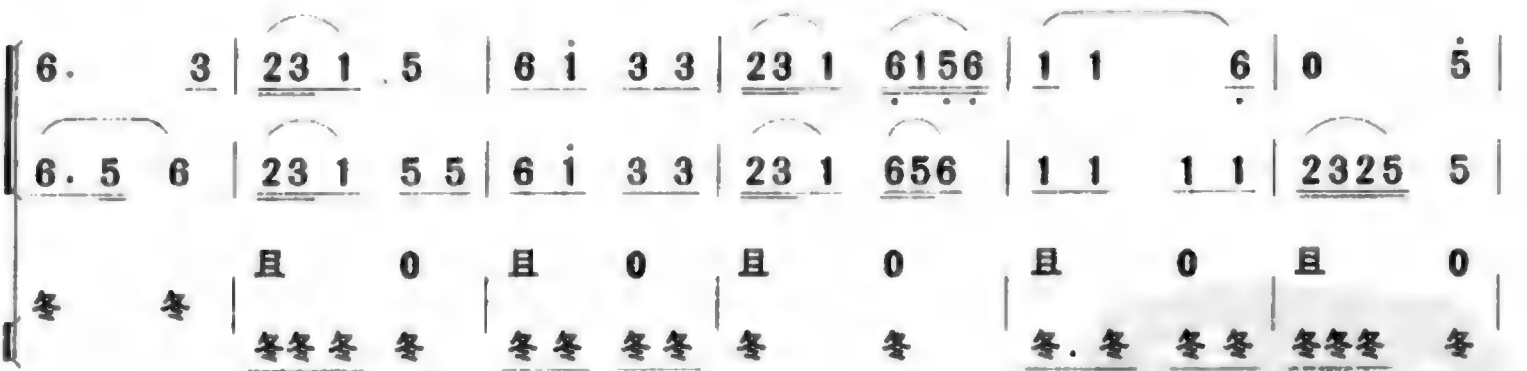 6. 3 | 23 1 5 | 6 i 3 3 | 23 1 6156 | 1 1 6 | 0 5 |
6. 5 6 | 23 1 5 5 | 6 i 3 3 | 23 1 656 | 1 1 1 1 | 2325 5 |
且 0 且 0 且 0 且 0 且 0
冬 冬 | 冬冬 冬 冬 | 冬 冬 冬 冬 | 冬 冬 | 冬. 冬 冬 冬 | 冬冬冬 冬 |